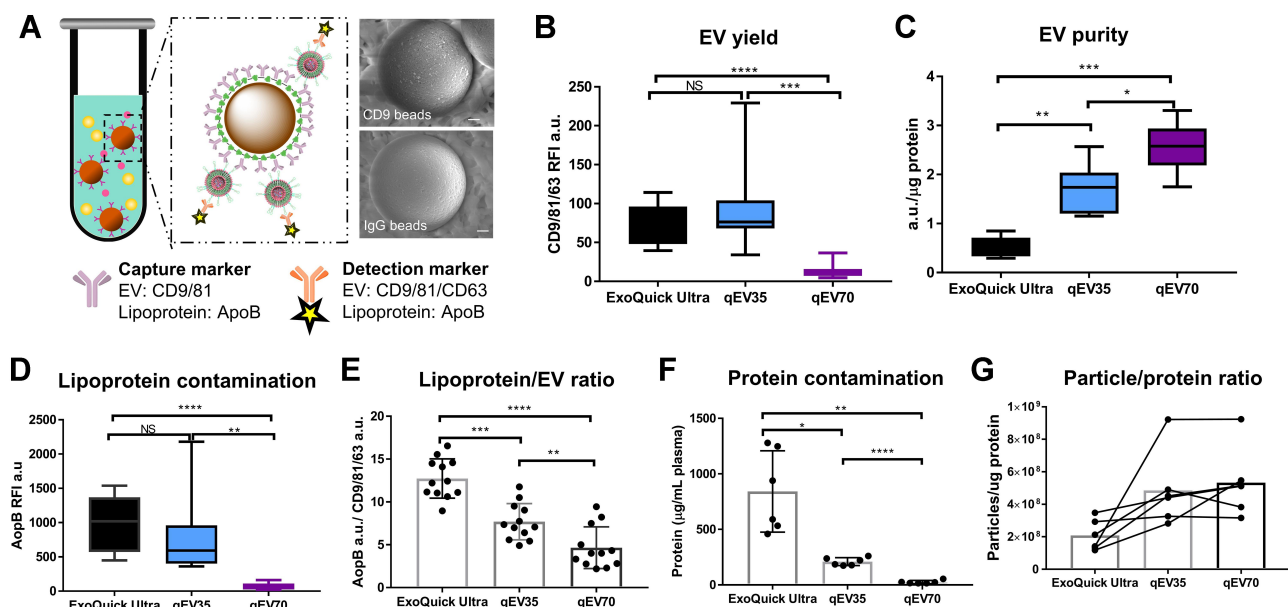 A
CD9 beads
IgG beads
Capture marker
EV: CD9/81
Lipoprotein: ApoB
Detection marker
EV: CD9/81/CD63
Lipoprotein: ApoB
B
EV yield
CD9/81/63 RFI a.u.
250
200
150
100
50
0
****
NS
***
ExoQuick Ultra
qEV35
qEV70
C
EV purity
a.u./µg protein
4
3
2
1
0
***
**
*
ExoQuick Ultra
qEV35
qEV70
D
Lipoprotein contamination
AopB RFI a.u
2500
2000
1500
1000
500
0
****
NS
**
ExoQuick Ultra
qEV35
qEV70
E
Lipoprotein/EV ratio
AopB a.u./ CD9/81/63 a.u.
20
15
10
5
0
****
***
**
ExoQuick Ultra
qEV35
qEV70
F
Protein contamination
Protein (µg/mL plasma)
1500
1000
500
0
**
*
****
ExoQuick Ultra
qEV35
qEV70
G
Particle/protein ratio
Particles/ug protein
1×10⁹
8×10⁸
6×10⁸
4×10⁸
2×10⁸
0
ExoQuick Ultra
qEV35
qEV70